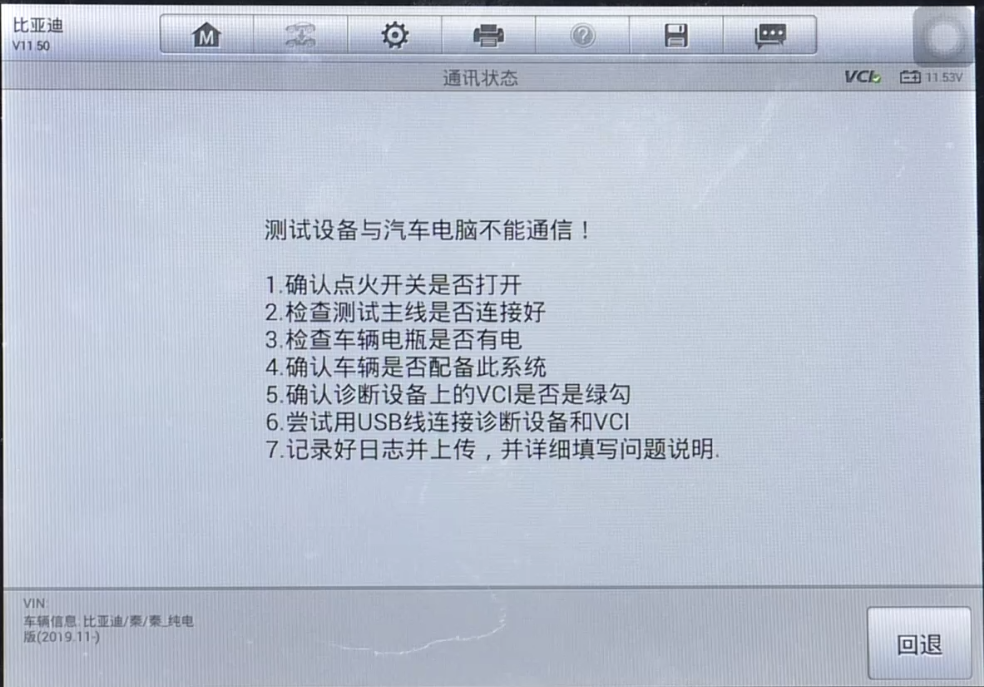 比亚迪
V11.50
M
通讯状态
VCI
11.53V
测试设备与汽车电脑不能通信！
1.确认点火开关是否打开
2.检查测试主线是否连接好
3.检查车辆电瓶是否有电
4.确认车辆是否配备此系统
5.确认诊断设备上的VCI是否是绿勾
6.尝试用USB线连接诊断设备和VCI
7.记录好日志并上传，并详细填写问题说明.
VIN:
车辆信息:比亚迪/秦/秦_纯电
版(2019.11-)
回退